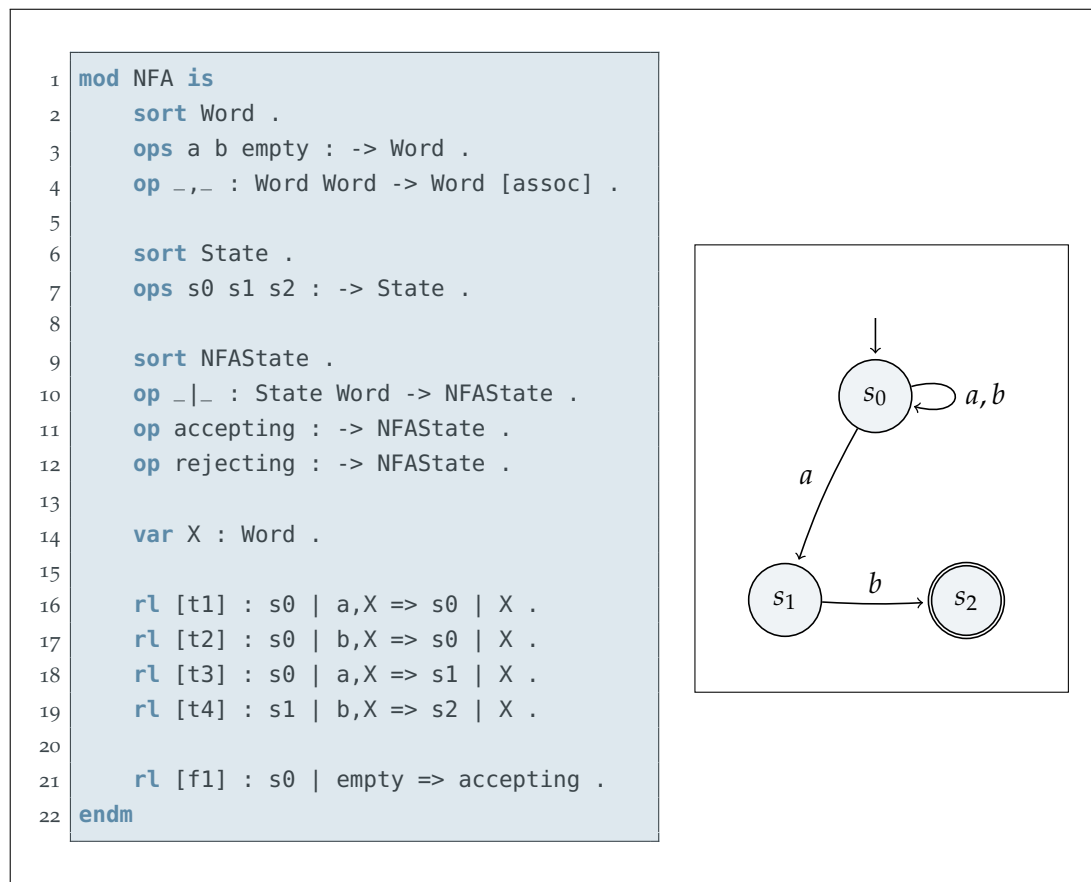 1 mod NFA is
2 sort Word .
3 ops a b empty : -> Word .
4 op _,_ : Word Word -> Word [assoc] .
5
6 sort State .
7 ops s0 s1 s2 : -> State .
8
9 sort NFAState .
10 op _|_ : State Word -> NFAState .
11 op accepting : -> NFAState .
12 op rejecting : -> NFAState .
13
14 var X : Word .
15
16 rl [t1] : s0 | a,X => s0 | X .
17 rl [t2] : s0 | b,X => s0 | X .
18 rl [t3] : s0 | a,X => s1 | X .
19 rl [t4] : s1 | b,X => s2 | X .
20
21 rl [f1] : s0 | empty => accepting .
22 endm
s0
a, b
a
b
s1
s2